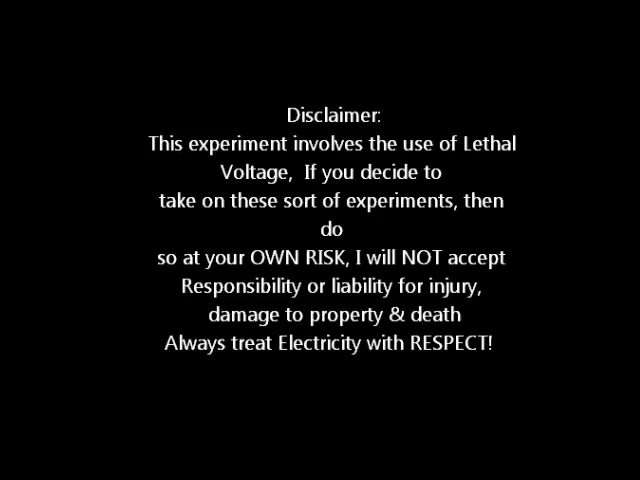 Disclaimer:
This experiment involves the use of Lethal
Voltage,  If you decide to
take on these sort of experiments, then
do
so at your OWN RISK, I will NOT accept
Responsibility or liability for injury,
damage to property & death
Always treat Electricity with RESPECT!